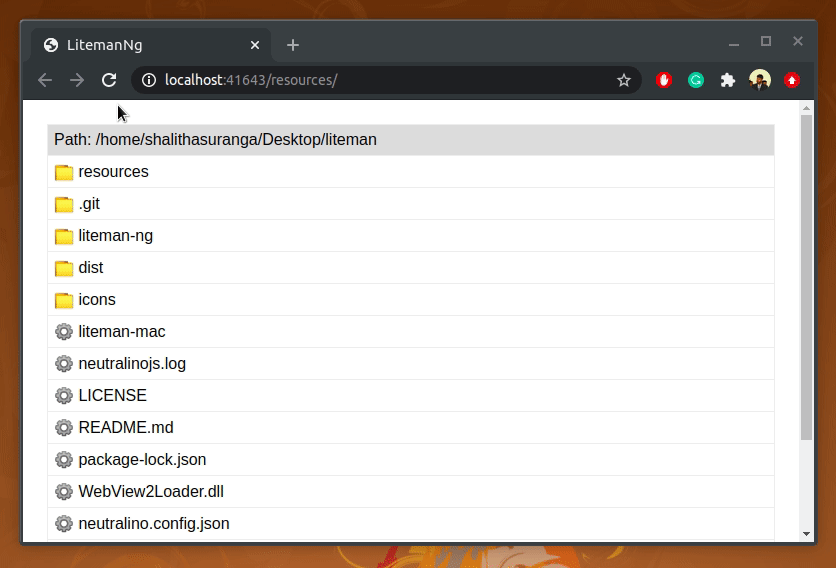 LitemanNg
localhost:41643/resources/
Path: /home/shalithasuranga/Desktop/liteman
resources
.git
liteman-ng
dist
icons
liteman-mac
neutralinojs.log
LICENSE
README.md
package-lock.json
WebView2Loader.dll
neutralino.config.json